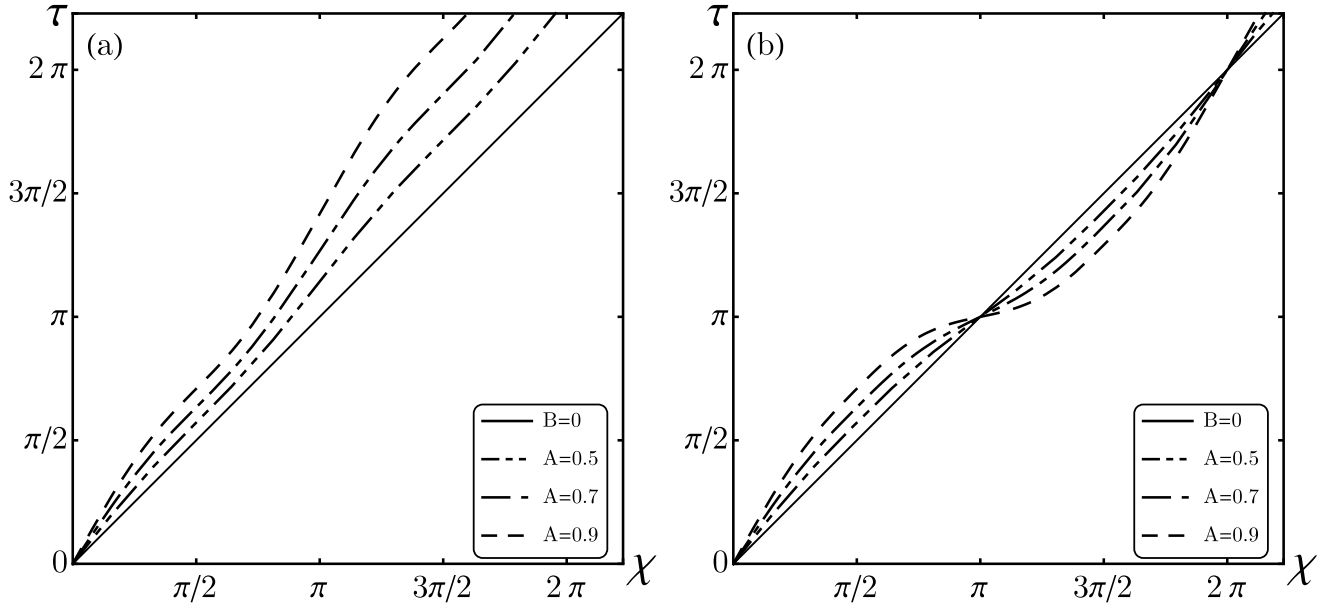 τ
(a)
2 π
3π/2
π
π/2
0
π/2
π
3π/2
2 π
χ
B=0
A=0.5
A=0.7
A=0.9
τ
(b)
2 π
3π/2
π
π/2
0
π/2
π
3π/2
2 π
χ
B=0
A=0.5
A=0.7
A=0.9